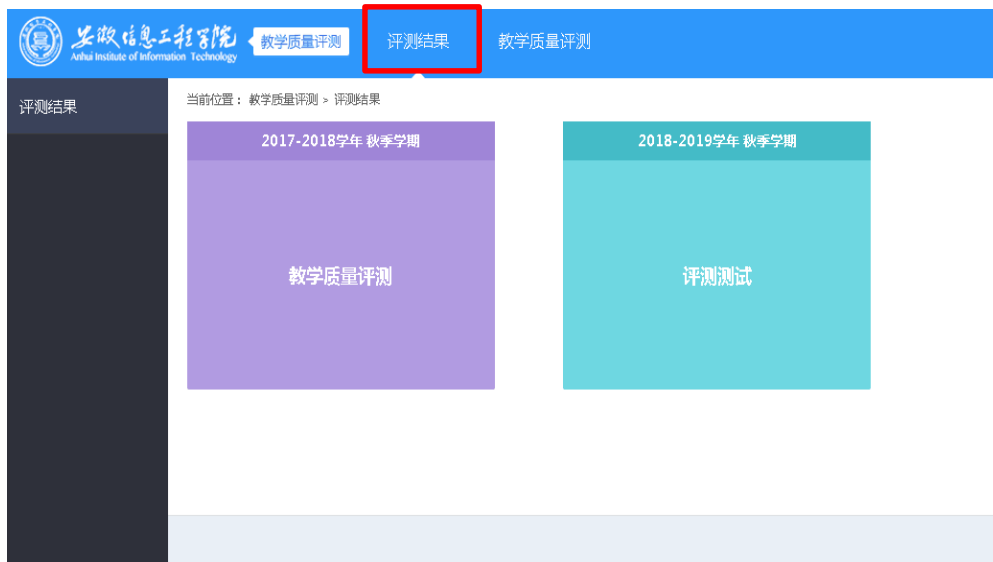 安徽信息工程学院
Anhui Institute of Information Technology
教学质量评测 评测结果 教学质量评测
评测结果
当前位置： 教学质量评测 > 评测结果
2017-2018学年 秋季学期
教学质量评测
2018-2019学年 秋季学期
评测测试